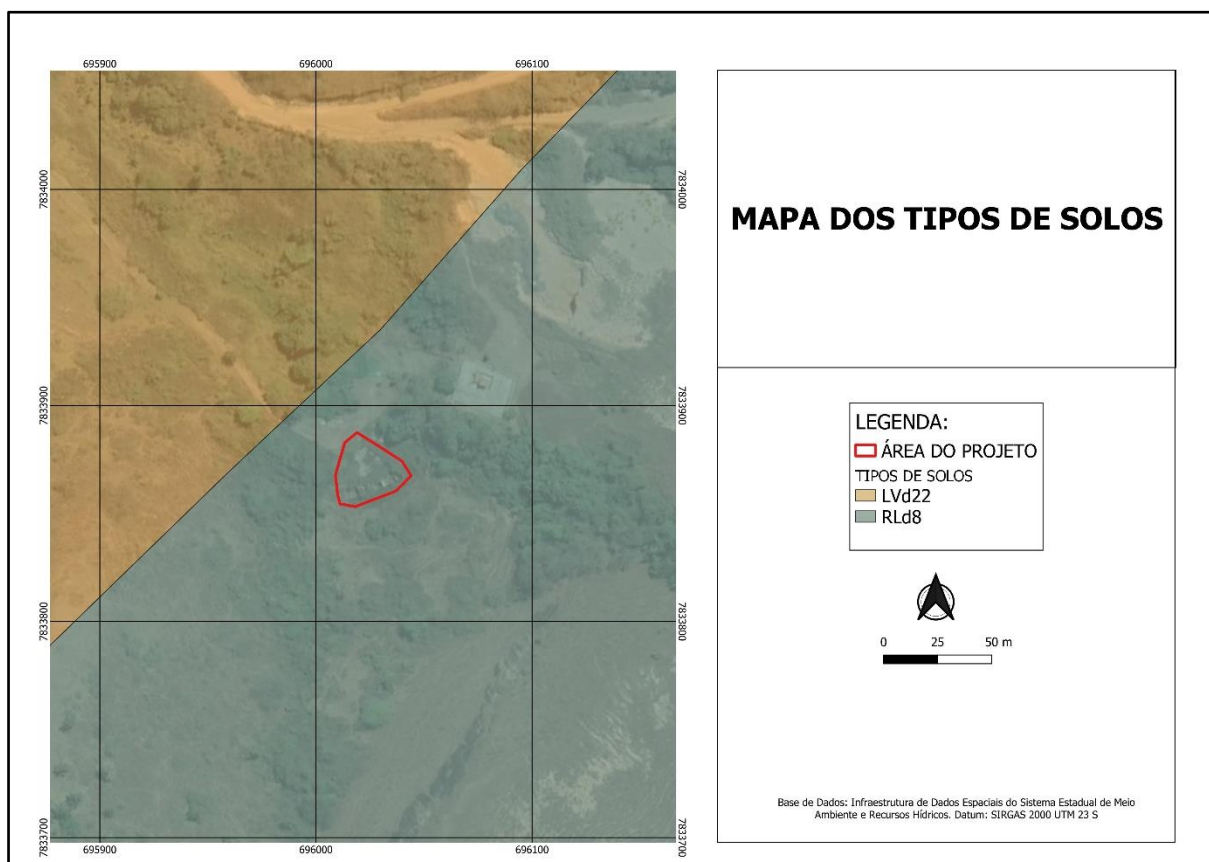 695900 696000 696100
7834000 7834000
7833900 7833900
7833800 7833800
7833700 7833700
695900 696000 696100
MAPA DOS TIPOS DE SOLOS
LEGENDA:
ÁREA DO PROJETO
TIPOS DE SOLOS
LVd22
RLd8
0 25 50 m
Base de Dados: Infraestrutura de Dados Espaciais do Sistema Estadual de Meio
Ambiente e Recursos Hídricos. Datum: SIRGAS 2000 UTM 23 S